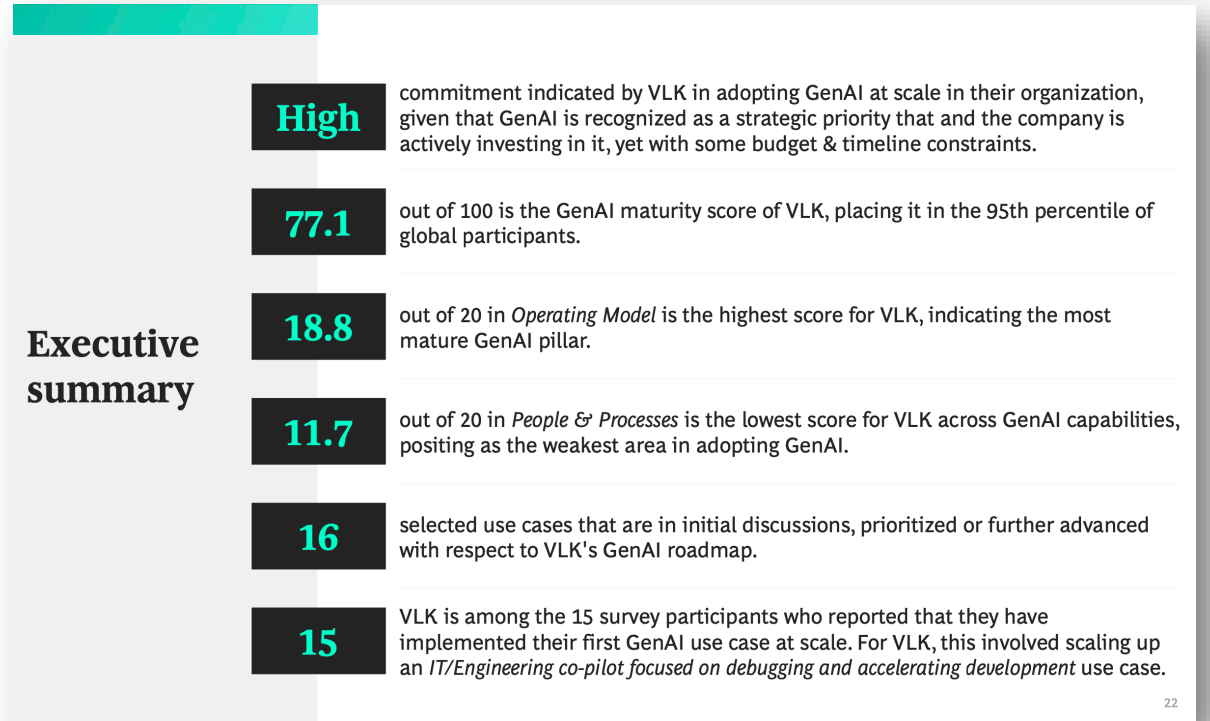 Executive
summary
High
commitment indicated by VLK in adopting GenAI at scale in their organization,
given that GenAI is recognized as a strategic priority that and the company is
actively investing in it, yet with some budget & timeline constraints.
77.1
out of 100 is the GenAI maturity score of VLK, placing it in the 95th percentile of
global participants.
18.8
out of 20 in Operating Model is the highest score for VLK, indicating the most
mature GenAI pillar.
11.7
out of 20 in People & Processes is the lowest score for VLK across GenAI capabilities,
positing as the weakest area in adopting GenAI.
16
selected use cases that are in initial discussions, prioritized or further advanced
with respect to VLK's GenAI roadmap.
15
VLK is among the 15 survey participants who reported that they have
implemented their first GenAI use case at scale. For VLK, this involved scaling up
an IT/Engineering co-pilot focused on debugging and accelerating development use case.
22